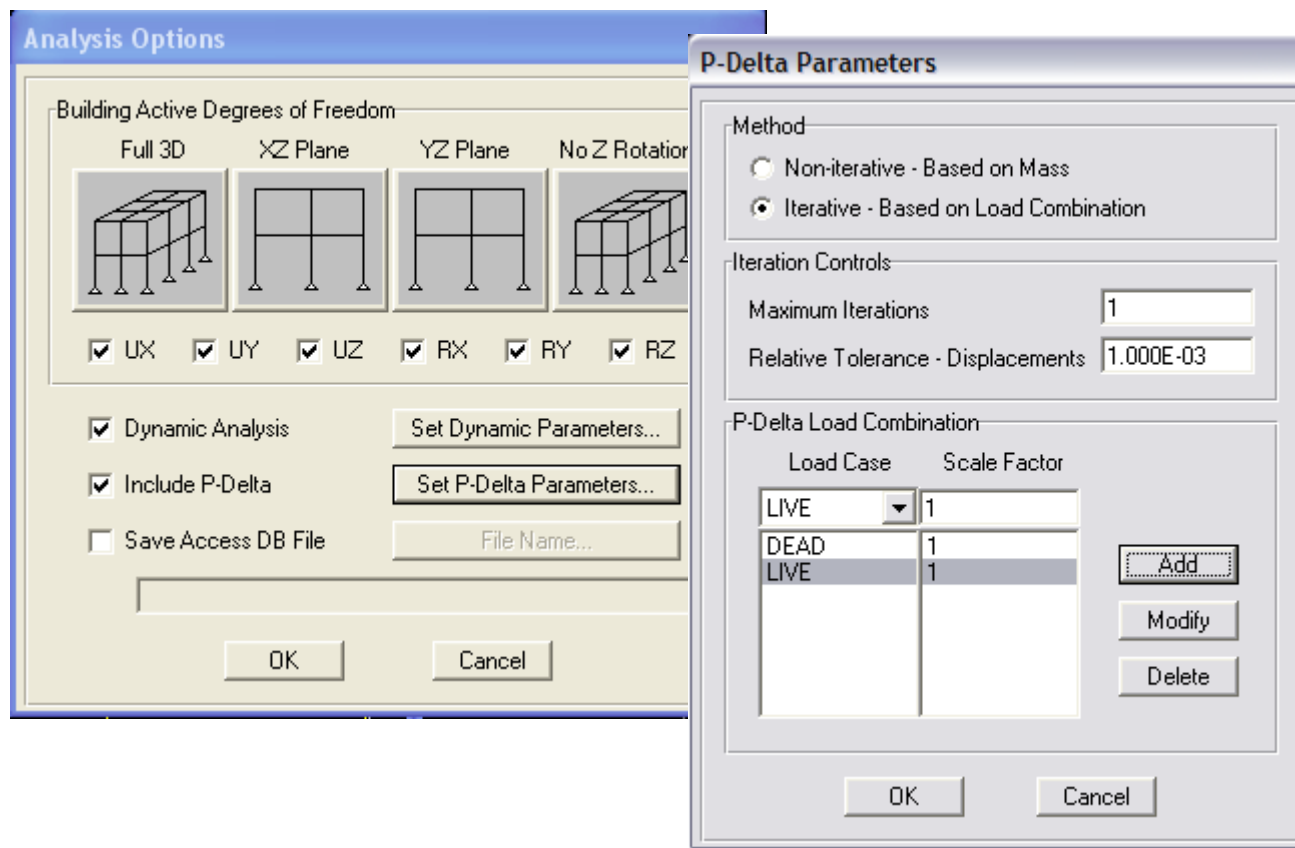 Analysis Options
Building Active Degrees of Freedom
Full 3D XZ Plane YZ Plane No Z Rotation
UX UY UZ RX RY RZ
Dynamic Analysis Set Dynamic Parameters...
Include P-Delta Set P-Delta Parameters...
Save Access DB File File Name...
OK Cancel
P-Delta Parameters
Method
Non-iterative - Based on Mass
Iterative - Based on Load Combination
Iteration Controls
Maximum Iterations 1
Relative Tolerance - Displacements 1.000E-03
P-Delta Load Combination
Load Case Scale Factor
LIVE 1
DEAD 1
LIVE 1
Add
Modify
Delete
OK Cancel